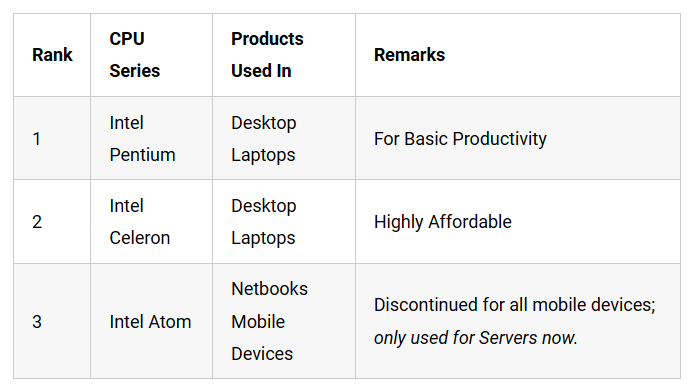 Rank
CPU
Series
Products
Used In
Remarks
1
Intel
Pentium
Desktop
Laptops
For Basic Productivity
2
Intel
Celeron
Desktop
Laptops
Highly Affordable
3
Intel Atom
Netbooks
Mobile
Devices
Discontinued for all mobile devices;
only used for Servers now.